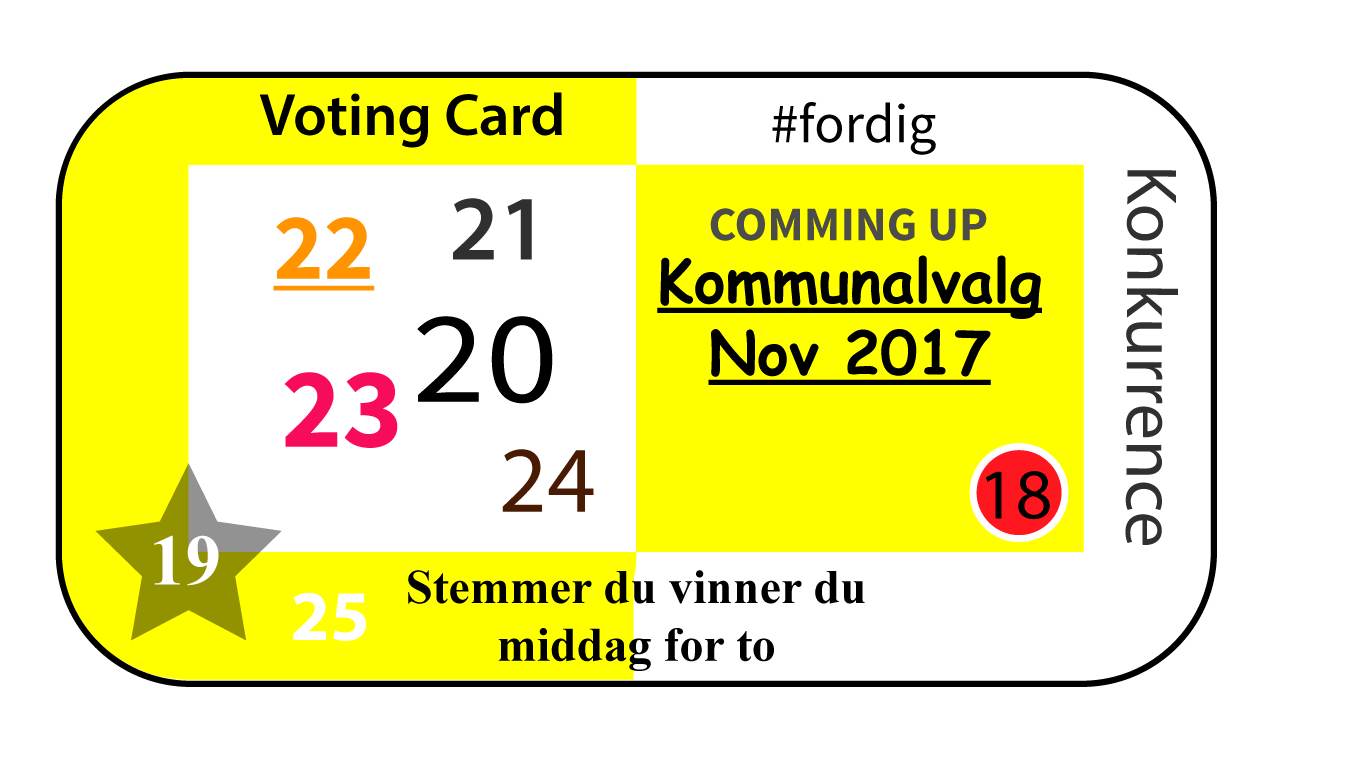 Voting Card
#fordig
22
21
20
23
24
19
25
COMMING UP
Kommunalvalg
Nov 2017
18
Konkurrence
Stemmer du vinner du
middag for to